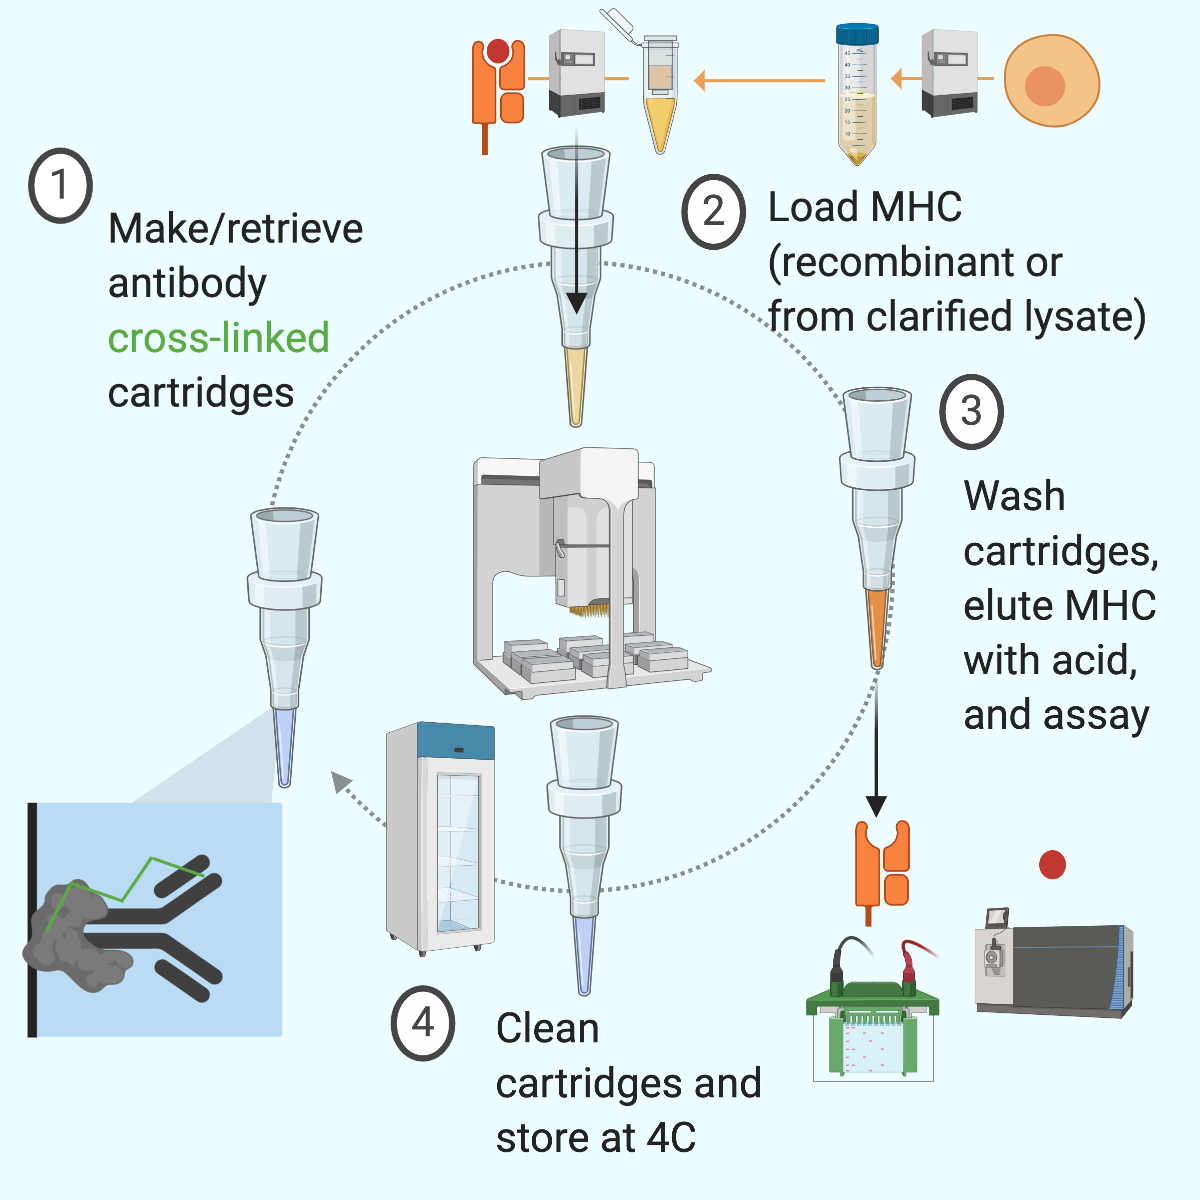 1
Make/retrieve
antibody
cross-linked
cartridges
2
Load MHC
(recombinant or
from clarified lysate)
3
Wash
cartridges,
elute MHC
with acid,
and assay
4
Clean
cartridges and
store at 4C